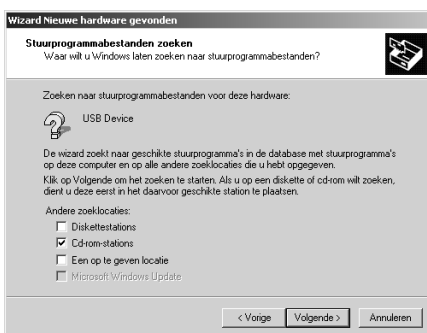 Wizard Nieuwe hardware gevonden
Stuurprogrammabestanden zoeken
Waar wilt u Windows laten zoeken naar stuurprogrammabestanden?
Zoeken naar stuurprogrammabestanden voor deze hardware:
USB Device
De wizard zoekt naar geschikte stuurprogramma's in de database met stuurprogramma's
op deze computer en op alle andere zoeklocaties die u hebt opgegeven.
Klik op Volgende om het zoeken te starten. Als u op een diskette of cd-rom wilt zoeken,
dient u deze eerst in het daarvoor geschikte station te plaatsen.
Andere zoeklocaties:
Diskettestations
Cd-rom-stations
Een op te geven locatie
Microsoft Windows Update
< Vorige
Volgende >
Annuleren